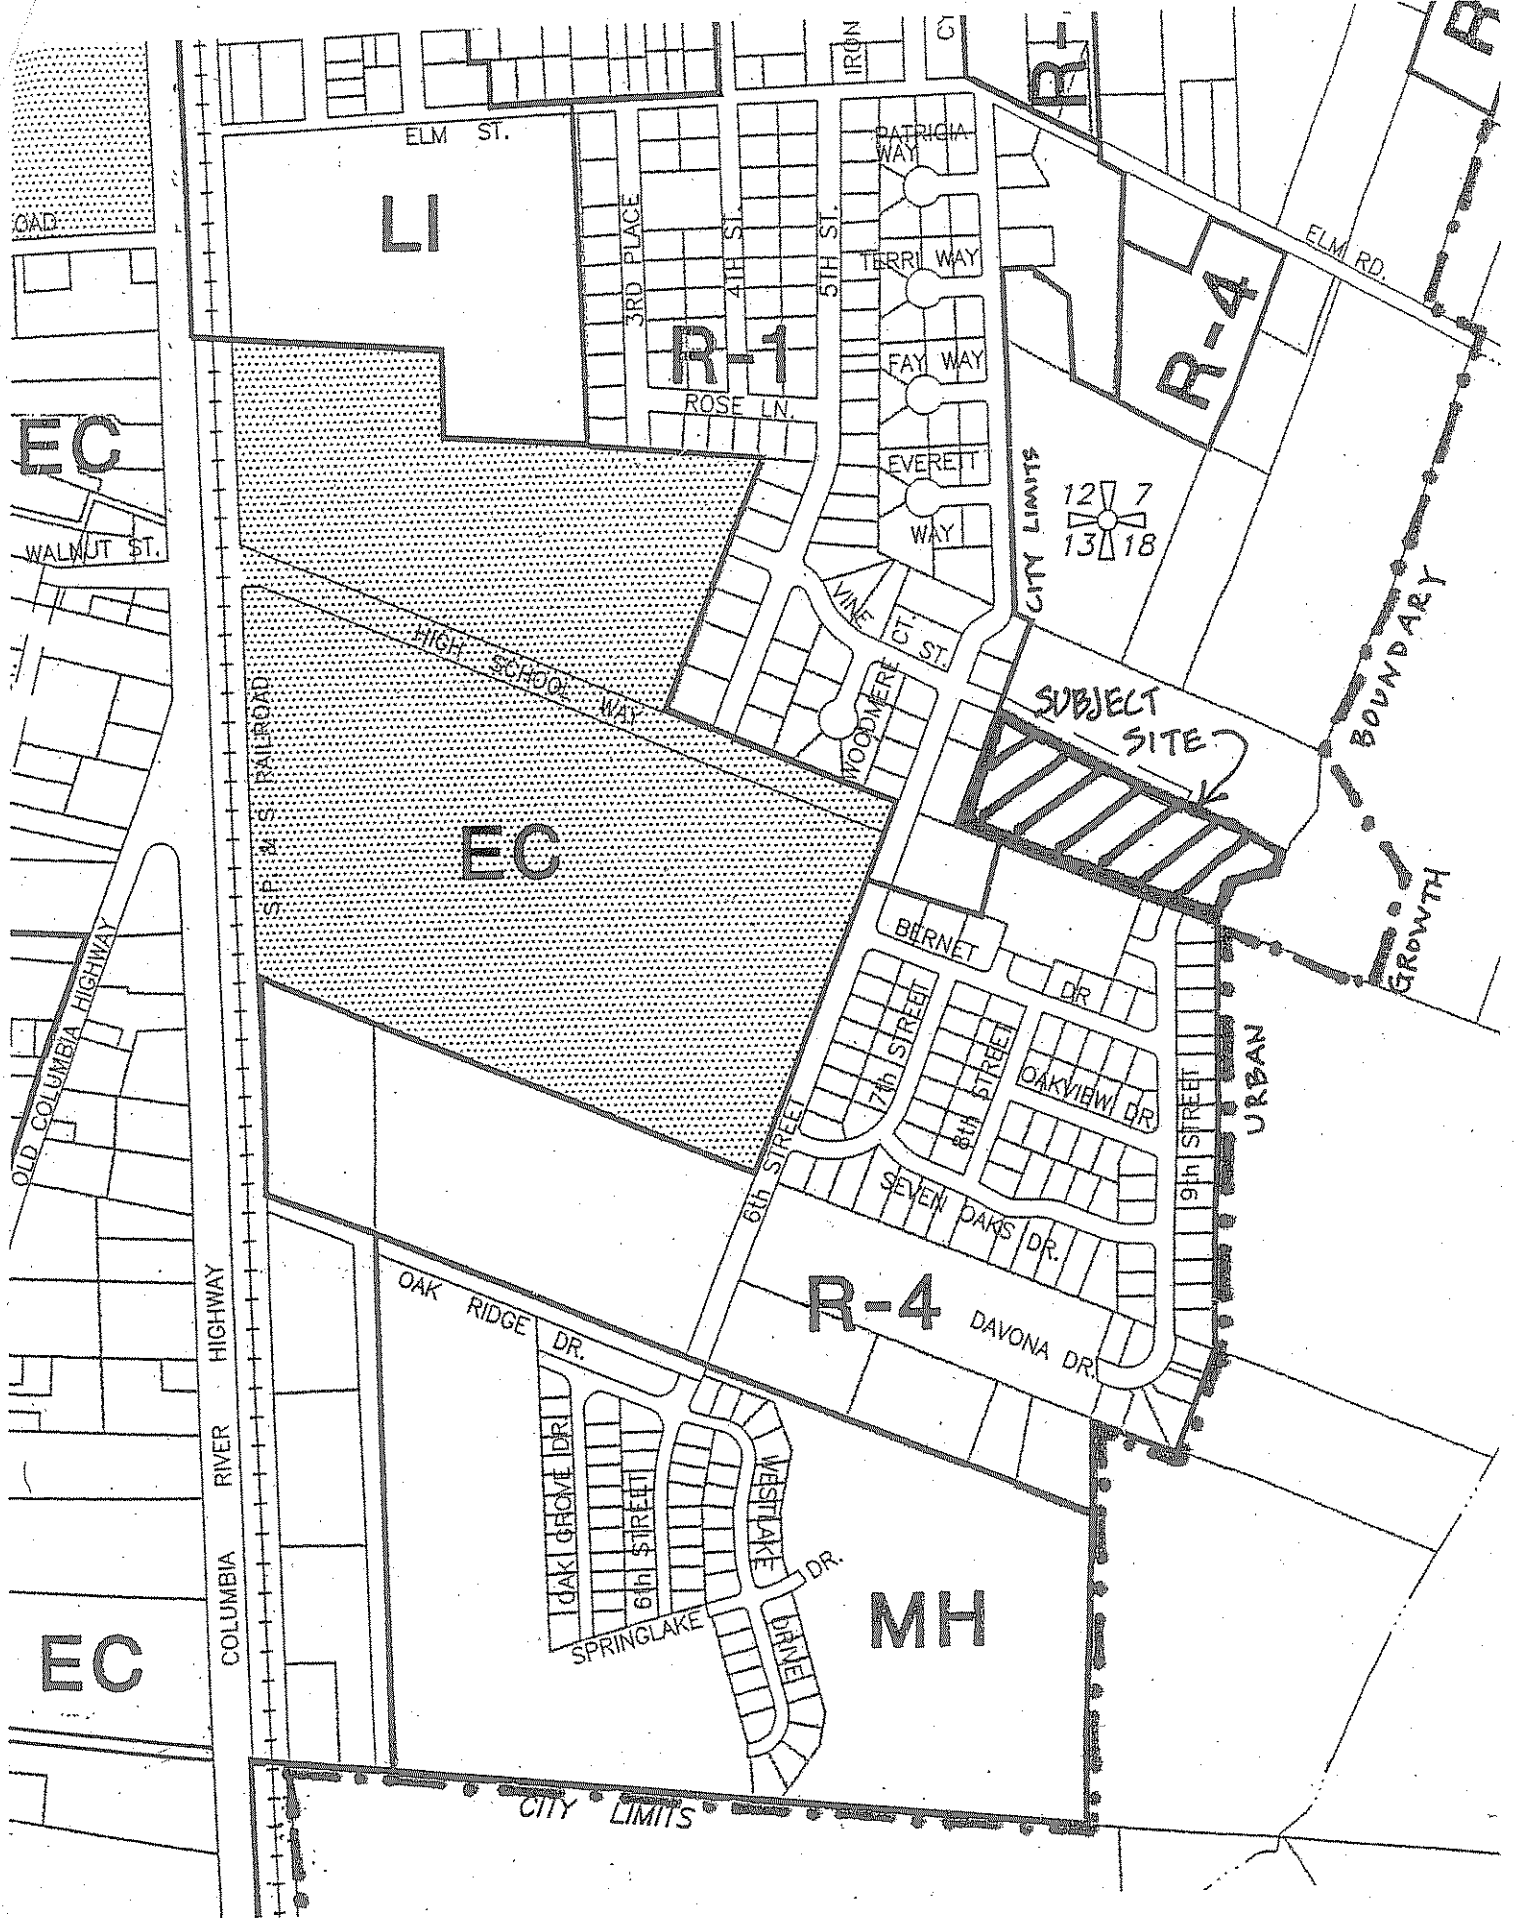 IRON
R-
R
ELM ST.
PATRICIA
WAY
LI
OAD
3RD PLACE
4TH ST.
5TH ST.
TERRI WAY
ELM RD.
R-4
R-1
FAY WAY
ROSE LN.
EC
EVERETT
WAY
CITY LIMITS
12 7
13 18
WALNUT ST.
VINE
ST.
CT.
WOODMERE
HIGH SCHOOL WAY
SUBJECT
SITE
BOUNDARY
S.P. & S RAILROAD
EC
GROWTH
URBAN
BERNET
DR
OLD COLUMBIA HIGHWAY
7th STREET
8th STREET
OAKVIEW DR
9th STREET
6th STREET
SEVEN OAKS DR.
R-4
DAVONA DR.
OAK RIDGE
DR.
COLUMBIA RIVER HIGHWAY
OAK GROVE DR
6th STREET
WESTLAKE
DRIVE
SPRINGLAKE
DR.
MH
EC
CITY LIMITS